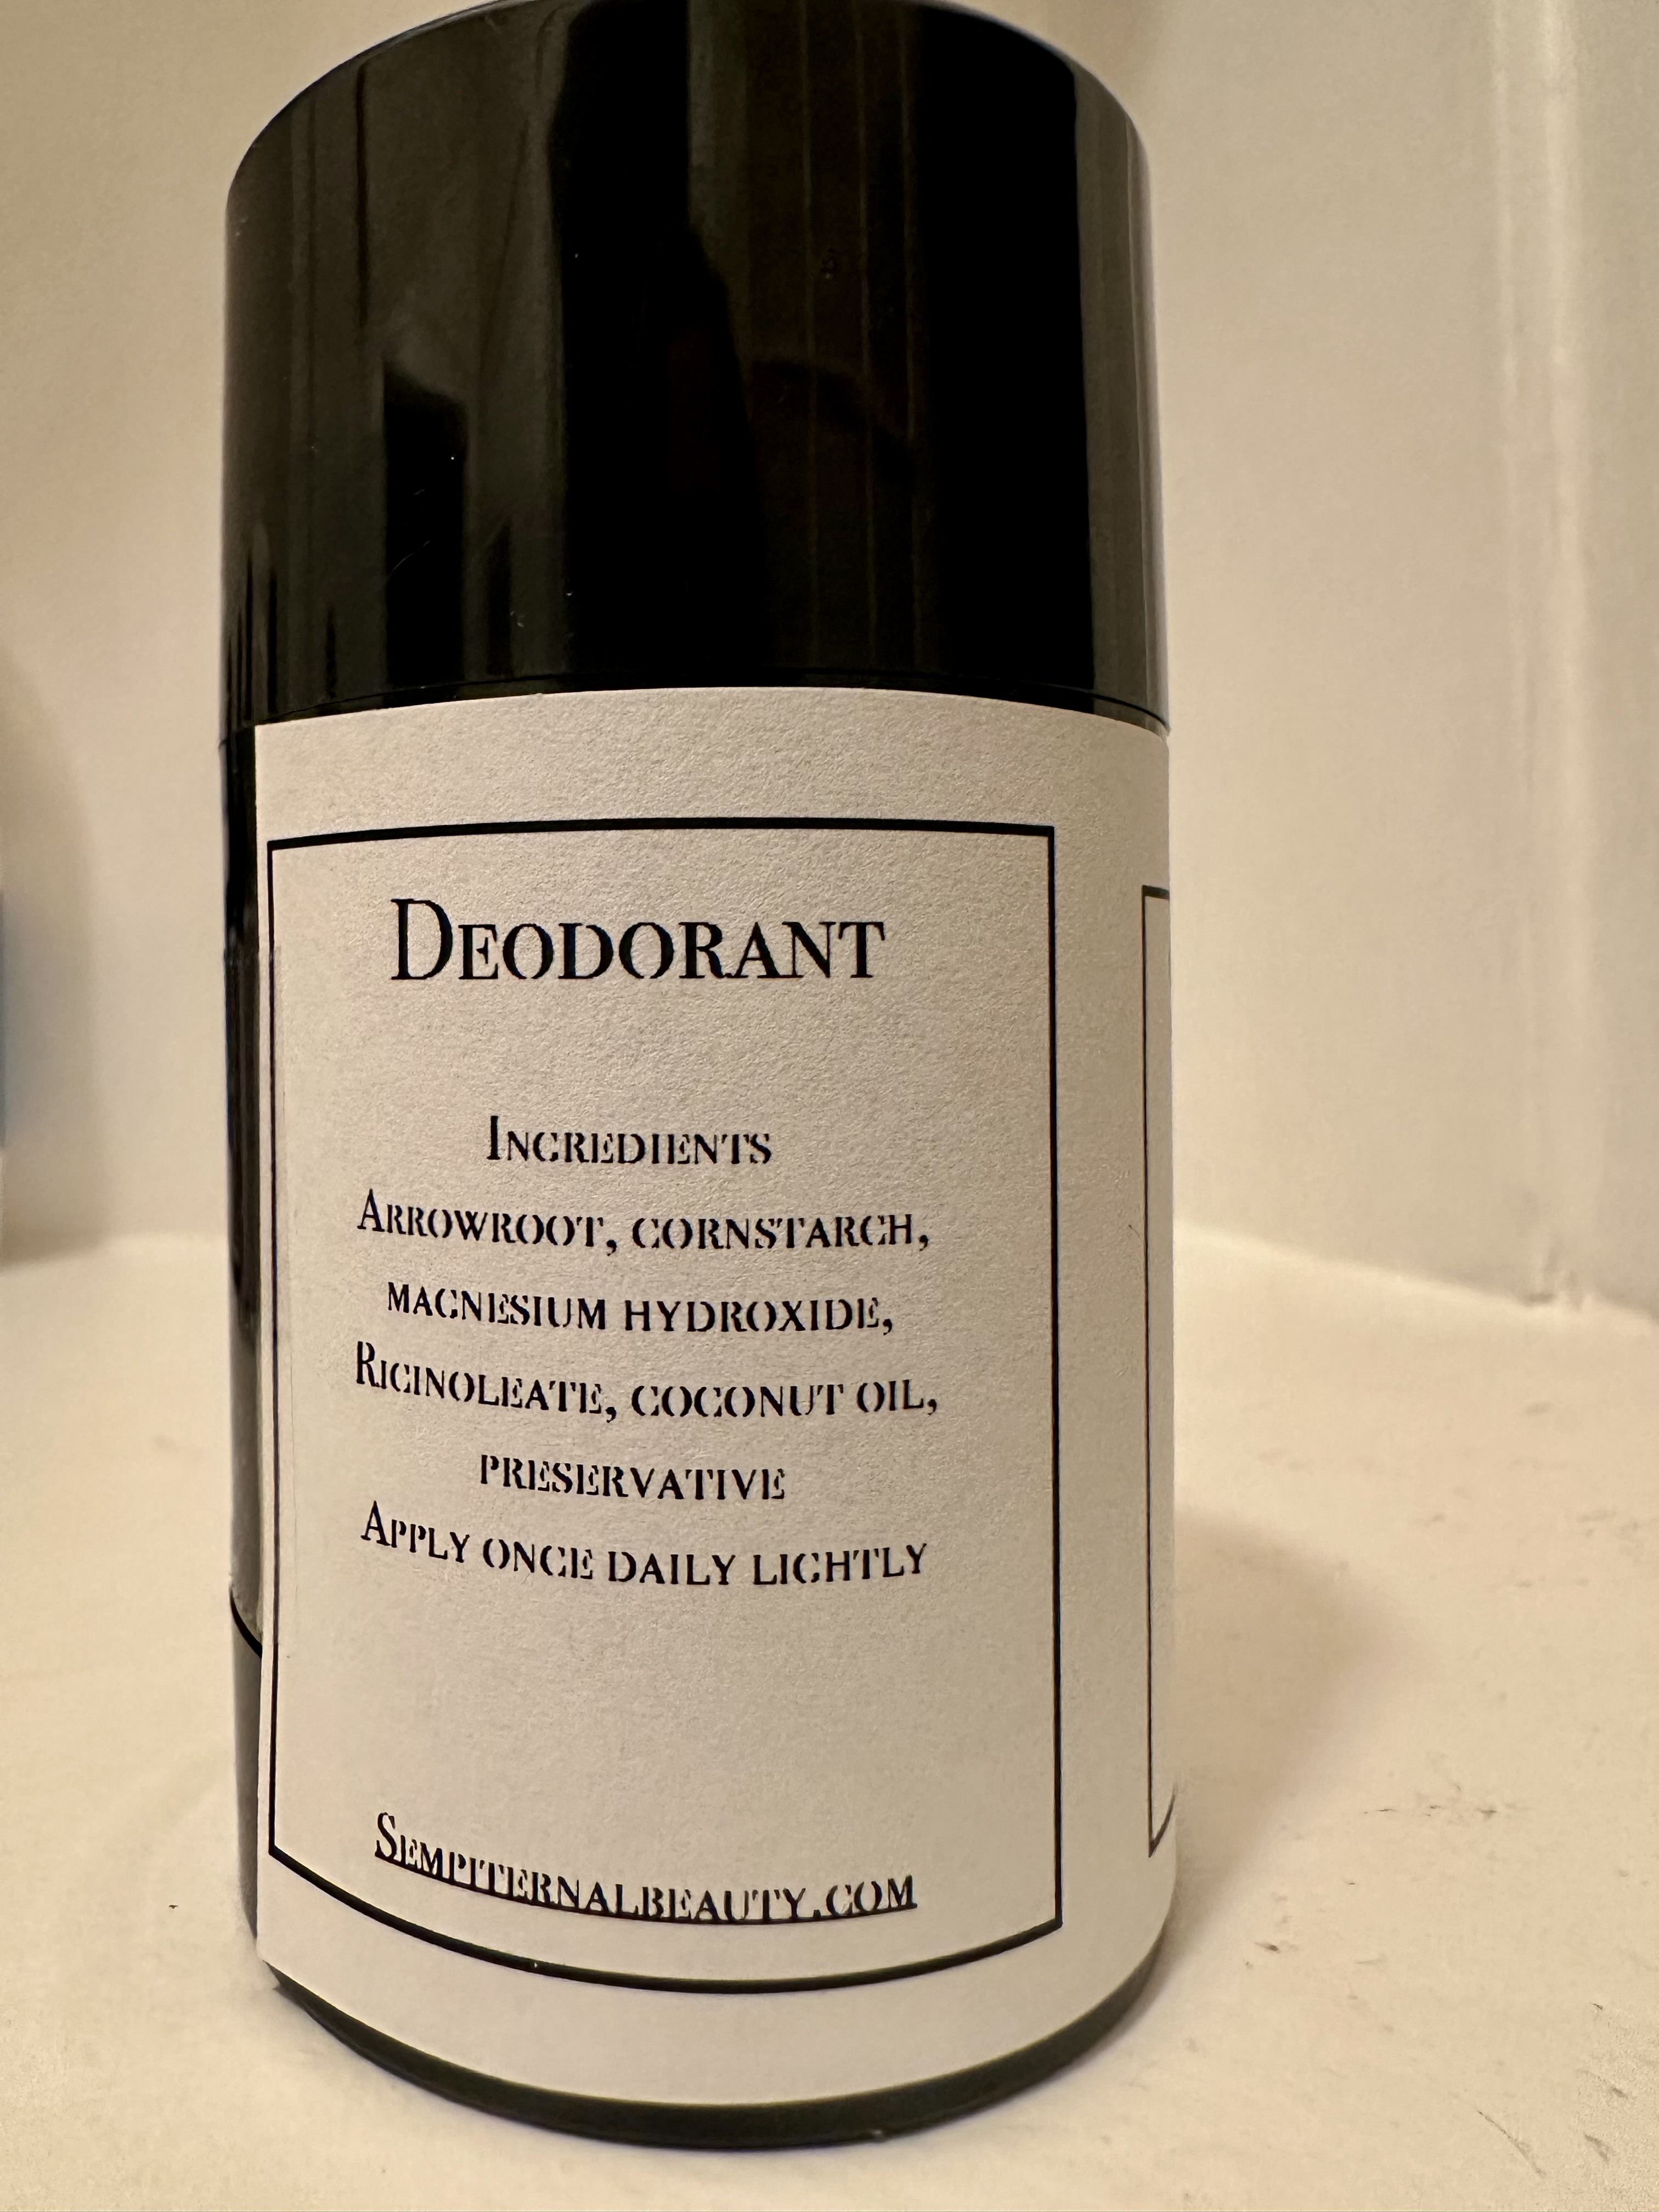 Deodorant
Ingredients
Arrowroot, cornstarch,
magnesium hydroxide,
Ricinoleate, coconut oil,
preservative
Apply once daily lightly
Sempiternalbeauty.com